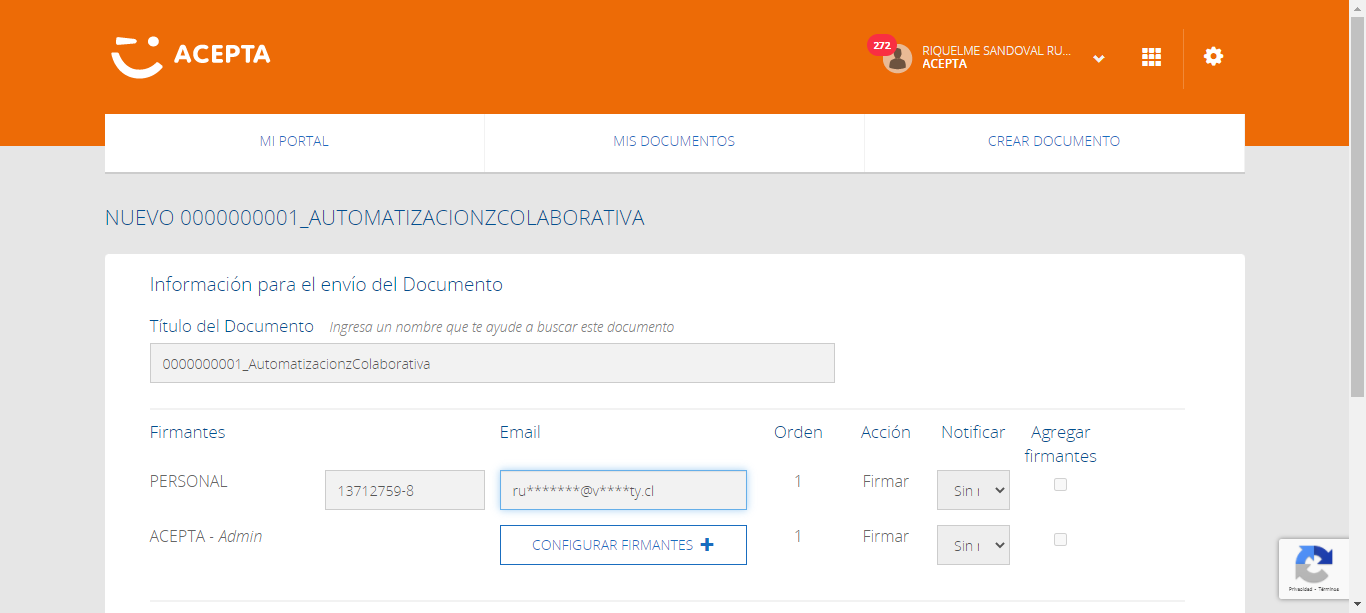 ACEPTA
272
RIQUELME SANDOVAL RU...
ACEPTA
MI PORTAL
MIS DOCUMENTOS
CREAR DOCUMENTO
NUEVO 0000000001_AUTOMATIZACIONZCOLABORATIVA
Información para el envío del Documento
Título del Documento Ingresa un nombre que te ayude a buscar este documento
0000000001_AutomatizacionzColaborativa
Firmantes Email Orden Acción Notificar Agregar firmantes
PERSONAL 13712759-8 ru*******@v****ty.cl 1 Firmar Sin
ACEPTA - Admin CONFIGURAR FIRMANTES 1 Firmar Sin
Privacidad - Términos